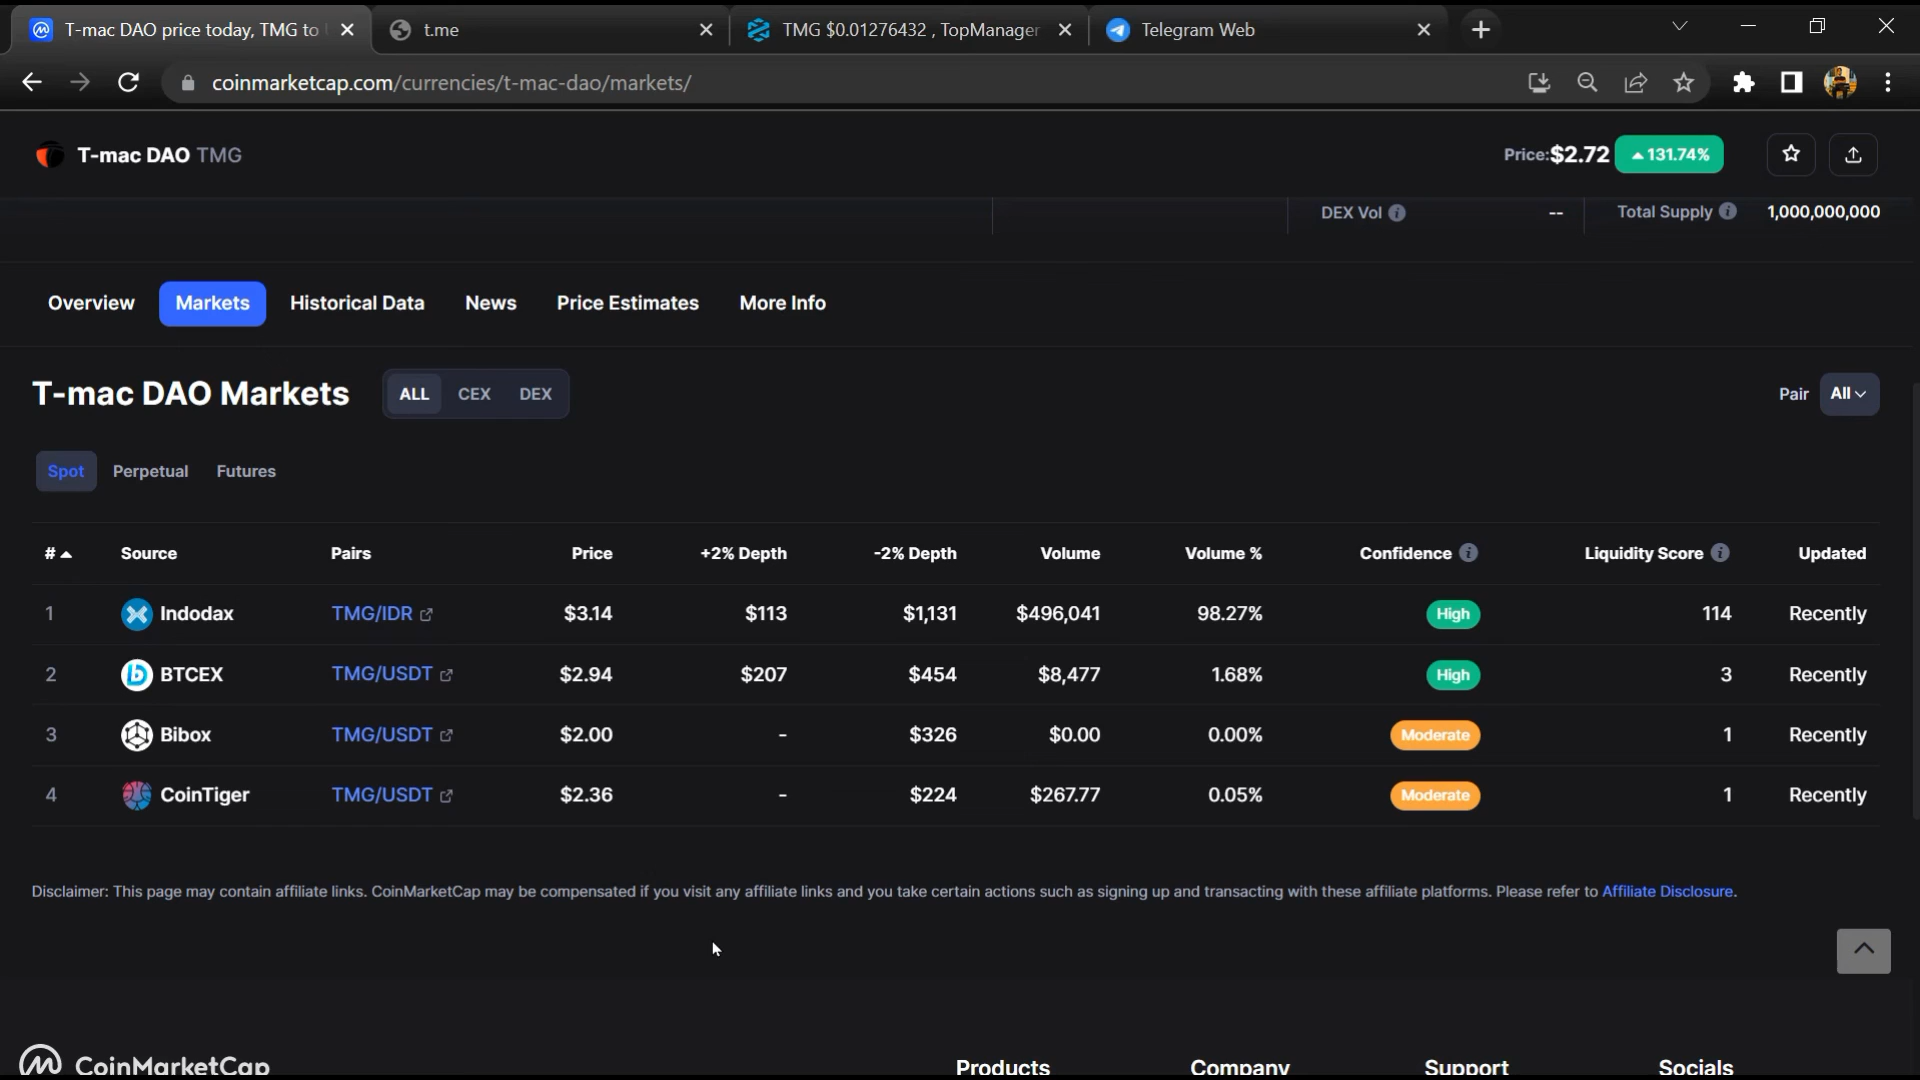 T-mac DAO price today, TMG to
t.me
TMG $0.01276432 , TopManager
Telegram Web
coinmarketcap.com/currencies/t-mac-dao/markets/
T-mac DAO TMG
Price:$2.72
131.74%
DEX Vol
--
Total Supply
1,000,000,000
Overview
Markets
Historical Data
News
Price Estimates
More Info
T-mac DAO Markets
ALL CEX DEX
Pair All
Spot Perpetual Futures
# Source Pairs Price +2% Depth -2% Depth Volume Volume % Confidence Liquidity Score Updated
1 Indodax TMG/IDR $3.14 $113 $1,131 $496,041 98.27% High 114 Recently
2 BTCEX TMG/USDT $2.94 $207 $454 $8,477 1.68% High 3 Recently
3 Bibox TMG/USDT $2.00 - $326 $0.00 0.00% Moderate 1 Recently
4 CoinTiger TMG/USDT $2.36 - $224 $267.77 0.05% Moderate 1 Recently
Disclaimer: This page may contain affiliate links. CoinMarketCap may be compensated if you visit any affiliate links and you take certain actions such as signing up and transacting with these affiliate platforms. Please refer to Affiliate Disclosure.
CoinMarketCap
Products Company Support Socials